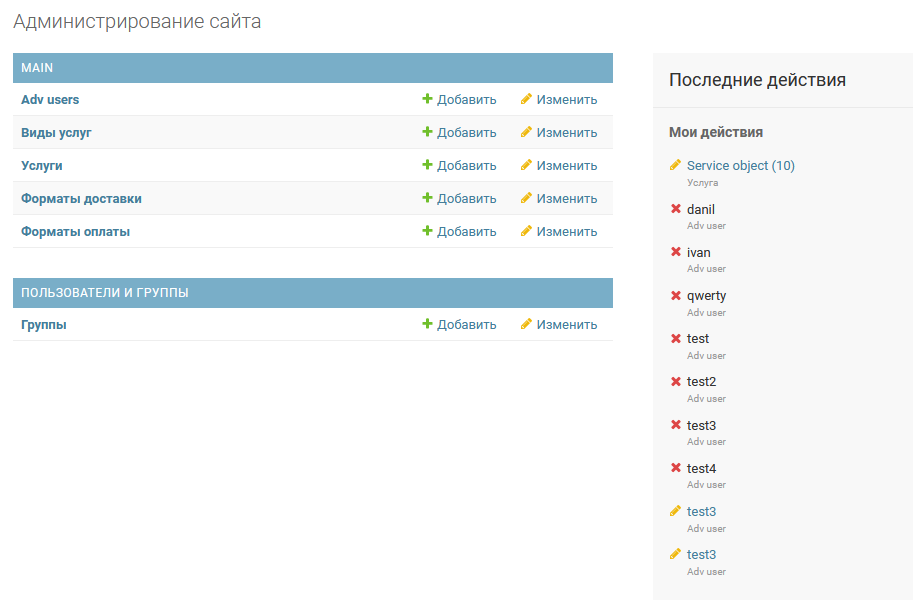 Администрирование сайта
MAIN
Adv users Добавить Изменить
Виды услуг Добавить Изменить
Услуги Добавить Изменить
Форматы доставки Добавить Изменить
Форматы оплаты Добавить Изменить
ПОЛЬЗОВАТЕЛИ И ГРУППЫ
Группы Добавить Изменить
Последние действия
Мои действия
Service object (10)
Услуга
danil
Adv user
ivan
Adv user
qwerty
Adv user
test
Adv user
test2
Adv user
test3
Adv user
test4
Adv user
test3
Adv user
test3
Adv user